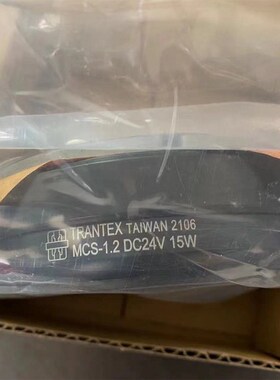 TRANTEX TAIWAN 2106
MCS-1.2 DC24V 15W